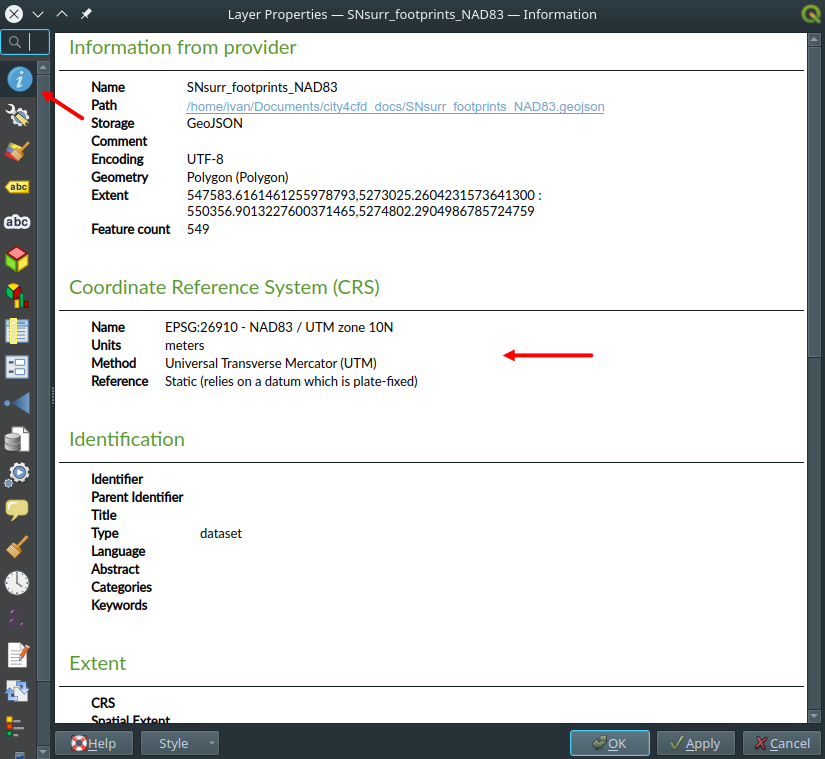 Layer Properties — SNsurr_footprints_NAD83 — Information
Information from provider
Name SNsurr_footprints_NAD83
Path /home/ivan/Documents/city4cfd_docs/SNsurr_footprints_NAD83.geojson
Storage GeoJSON
Comment
Encoding UTF-8
Geometry Polygon (Polygon)
Extent 547583.6161461255978793,5273025.2604231573641300 :
550356.9013227600371465,5274802.2904986785724759
Feature count 549
Coordinate Reference System (CRS)
Name EPSG:26910 - NAD83 / UTM zone 10N
Units meters
Method Universal Transverse Mercator (UTM)
Reference Static (relies on a datum which is plate-fixed)
Identification
Identifier
Parent Identifier
Title
Type dataset
Language
Abstract
Categories
Keywords
Extent
CRS
Spatial Extent
abc
abc
Help Style OK Apply Cancel